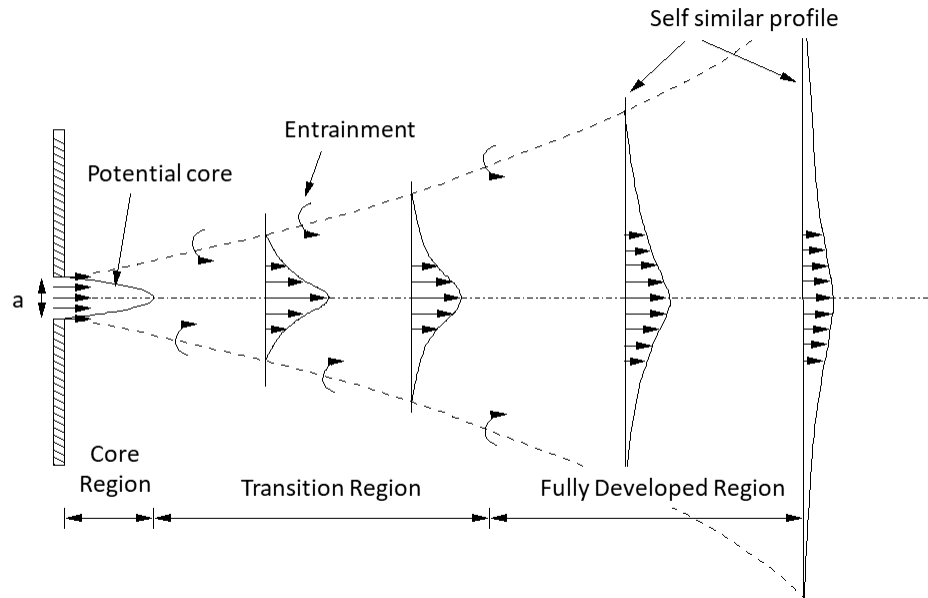 Self similar profile
Entrainment
Potential core
a
Core
Region
Transition Region
Fully Developed Region